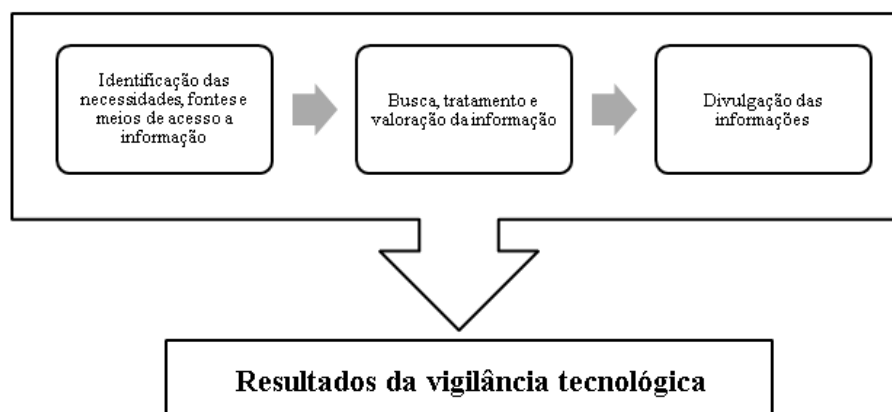 Identificação das
necessidades, fontes e
meios de acesso a
informação
Busca, tratamento e
valoração da informação
Divulgação das
informações
Resultados da vigilância tecnológica